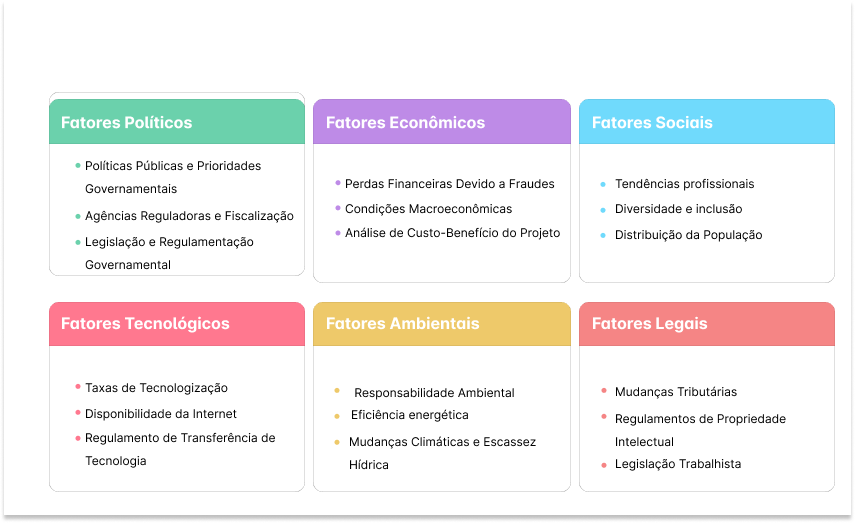 Fatores Políticos
Políticas Públicas e Prioridades
Governamentais
Agências Reguladoras e Fiscalização
Legislação e Regulamentação
Governamental
Fatores Econômicos
Perdas Financeiras Devido a Fraudes
Condições Macroeconômicas
Análise de Custo-Benefício do Projeto
Fatores Sociais
Tendências profissionais
Diversidade e inclusão
Distribuição da População
Fatores Tecnológicos
Taxas de Tecnologização
Disponibilidade da Internet
Regulamento de Transferência de
Tecnologia
Fatores Ambientais
Responsabilidade Ambiental
Eficiência energética
Mudanças Climáticas e Escassez
Hídrica
Fatores Legais
Mudanças Tributárias
Regulamentos de Propriedade
Intelectual
Legislação Trabalhista